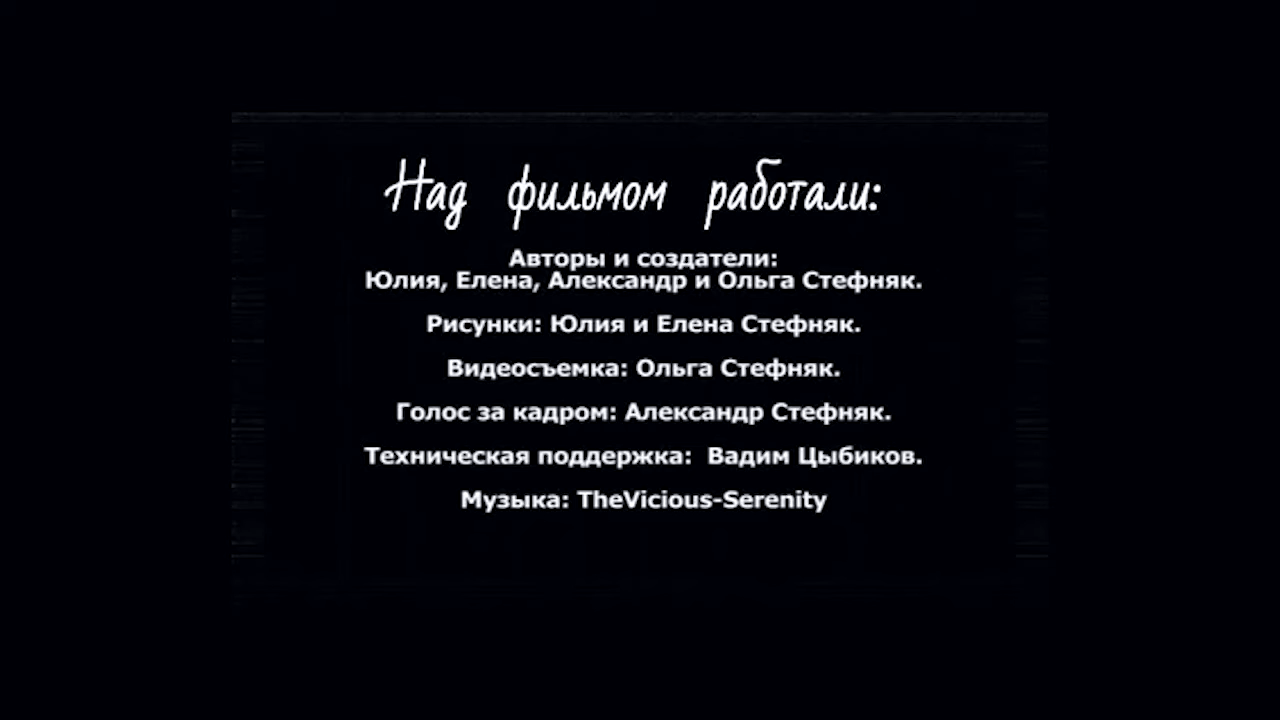 Над фильмом работали:
Авторы и создатели:
Юлия, Елена, Александр и Ольга Стефняк.
Рисунки: Юлия и Елена Стефняк.
Видеосъемка: Ольга Стефняк.
Голос за кадром: Александр Стефняк.
Техническая поддержка: Вадим Цыбиков.
Музыка: TheVicious-Serenity